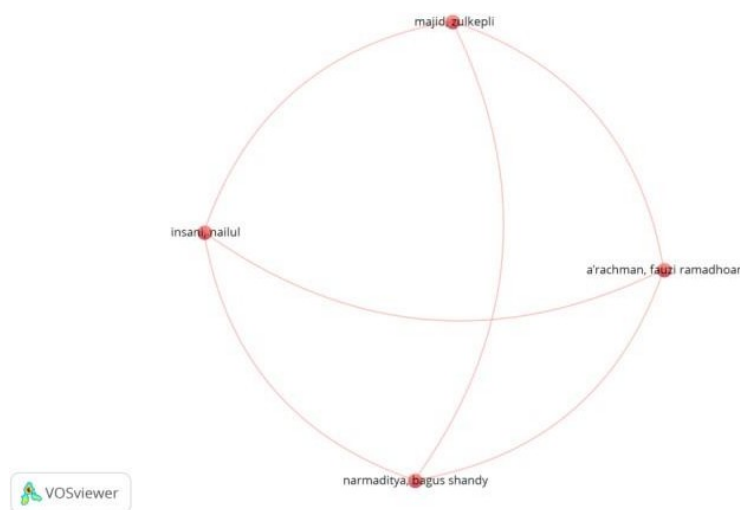 majid, zulkepli
insani, nailul
a'rachman, fauzi ramadhoan
narmaditya, bagus shandy
VOSviewer